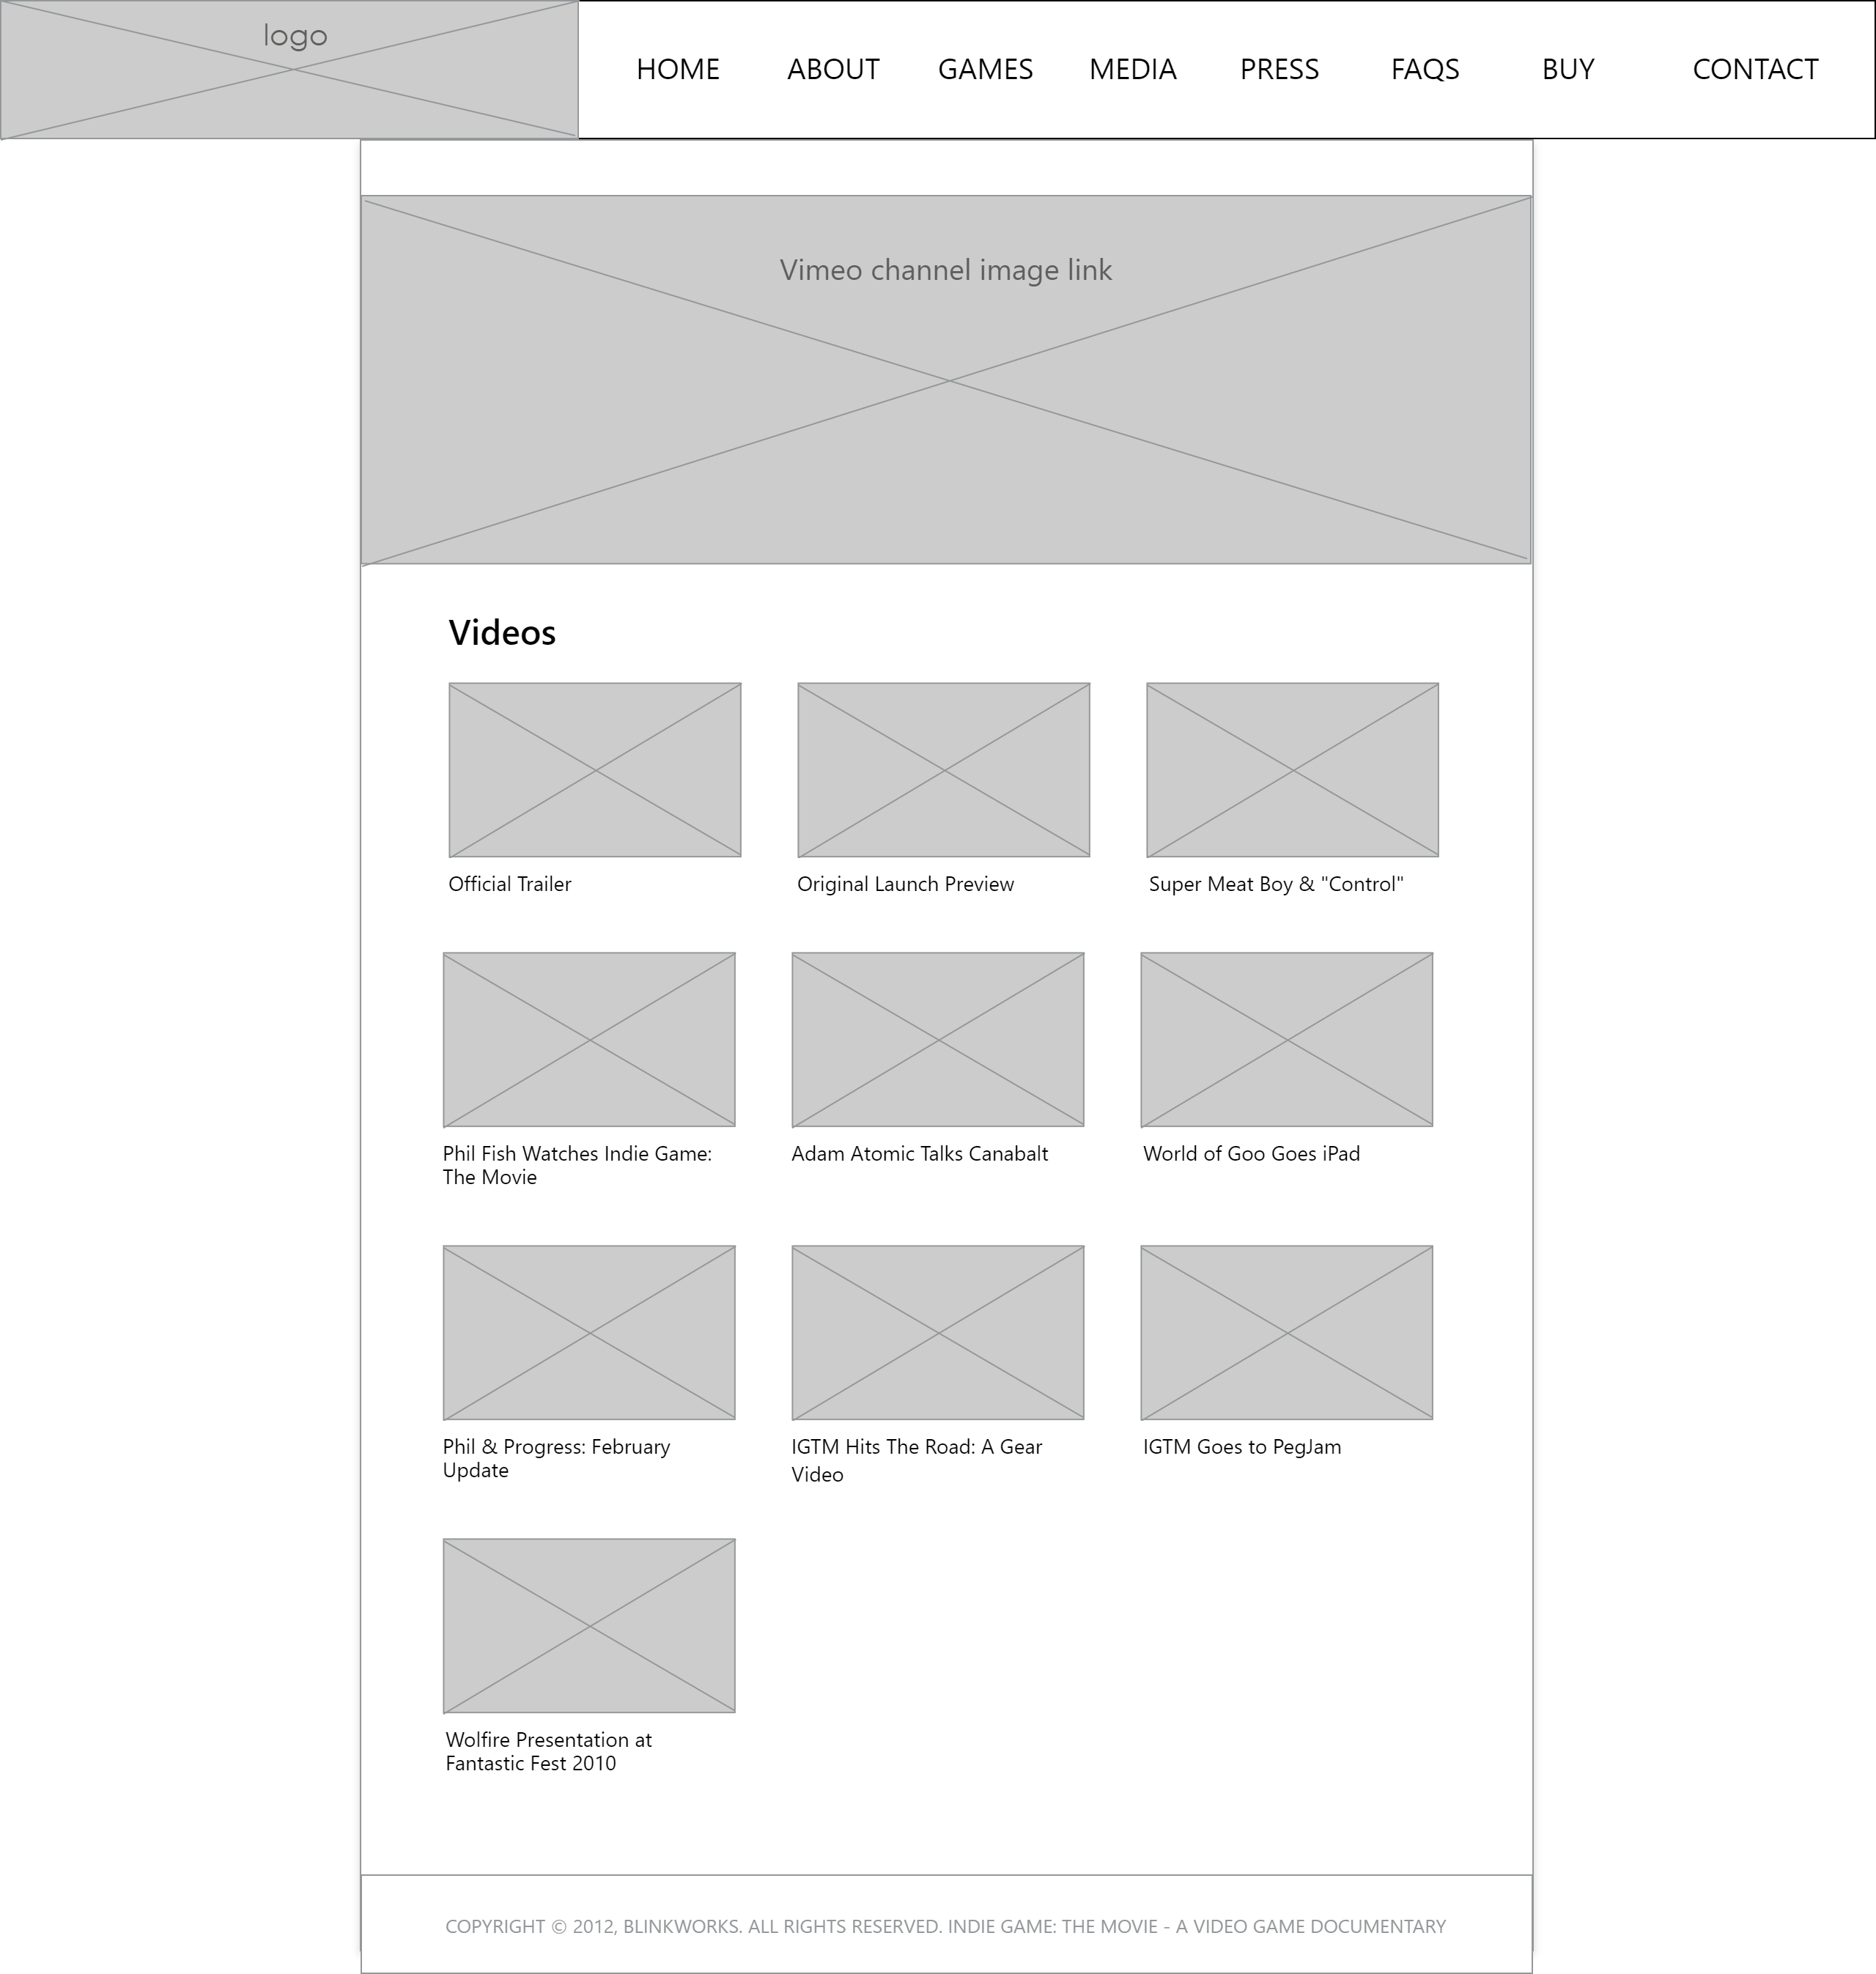 logo
HOME ABOUT GAMES MEDIA PRESS FAQS BUY CONTACT
Vimeo channel image link
Videos
Official Trailer
Original Launch Preview
Super Meat Boy & "Control"
Phil Fish Watches Indie Game:
The Movie
Adam Atomic Talks Canabalt
World of Goo Goes iPad
Phil & Progress: February
Update
IGTM Hits The Road: A Gear
Video
IGTM Goes to PegJam
Wolfire Presentation at
Fantastic Fest 2010
COPYRIGHT © 2012, BLINKWORKS. ALL RIGHTS RESERVED. INDIE GAME: THE MOVIE - A VIDEO GAME DOCUMENTARY